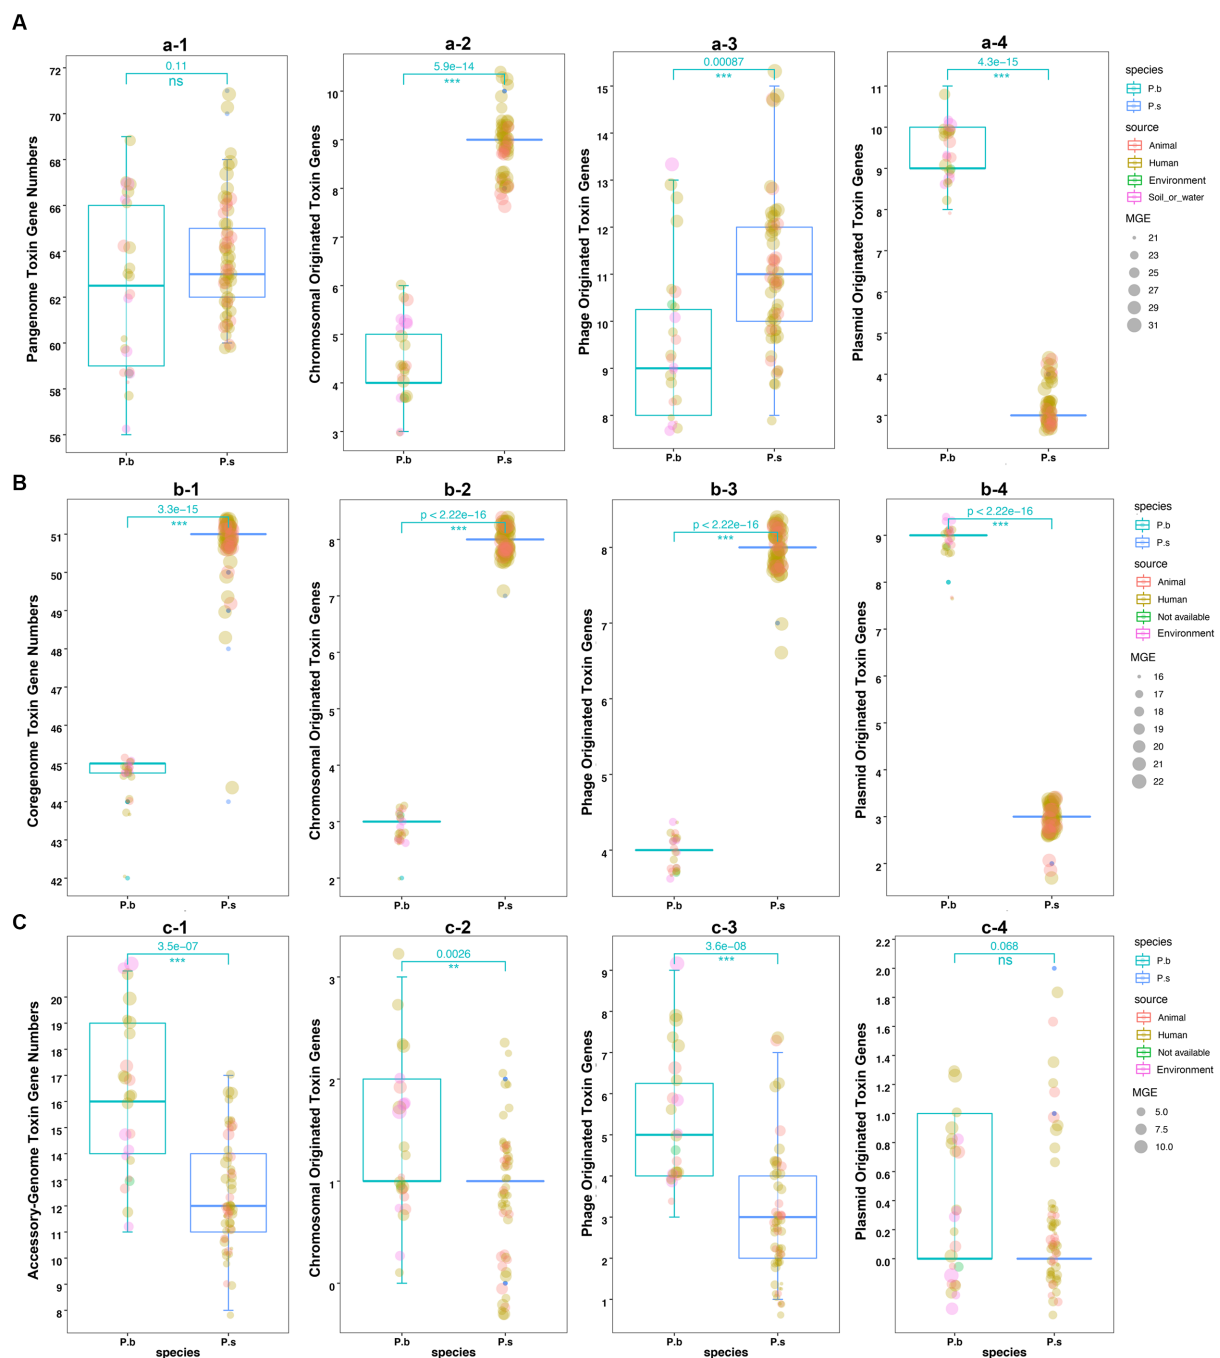 A
a-1
0.11
ns
Pangenome Toxin Gene Numbers
72
70
68
66
64
62
60
58
56
P.b
P.s
a-2
5.9e−14
***
Chromosomal Originated Toxin Genes
10
9
8
7
6
5
4
3
P.b
P.s
a-3
0.00087
***
Phage Originated Toxin Genes
15
14
13
12
11
10
9
8
P.b
P.s
a-4
4.3e−15
***
Plasmid Originated Toxin Genes
11
10
9
8
7
6
5
4
3
P.b
P.s
species
P.b
P.s
source
Animal
Human
Environment
Soil_or_water
MGE
21
23
25
27
29
31
B
b-1
3.3e−15
***
Coregenome Toxin Gene Numbers
51
50
49
48
47
46
45
44
43
42
P.b
P.s
b-2
p < 2.22e−16
***
Chromosomal Originated Toxin Genes
8
7
6
5
4
3
2
P.b
P.s
b-3
p < 2.22e−16
***
Phage Originated Toxin Genes
8
7
6
5
4
P.b
P.s
b-4
p < 2.22e−16
***
Plasmid Originated Toxin Genes
9
8
7
6
5
4
3
2
P.b
P.s
species
P.b
P.s
source
Animal
Human
Not available
Environment
MGE
16
17
18
19
20
21
22
C
c-1
3.5e−07
***
Accessory-Genome Toxin Gene Numbers
20
19
18
17
16
15
14
13
12
11
10
9
8
P.b
P.s
species
c-2
0.0026
**
Chromosomal Originated Toxin Genes
3
2
1
0
P.b
P.s
species
c-3
3.6e−08
***
Phage Originated Toxin Genes
9
8
7
6
5
4
3
2
1
P.b
P.s
species
c-4
0.068
ns
Plasmid Originated Toxin Genes
2.2
2.0
1.8
1.6
1.4
1.2
1.0
0.8
0.6
0.4
0.2
0.0
P.b
P.s
species
species
P.b
P.s
source
Animal
Human
Not available
Environment
MGE
5.0
7.5
10.0